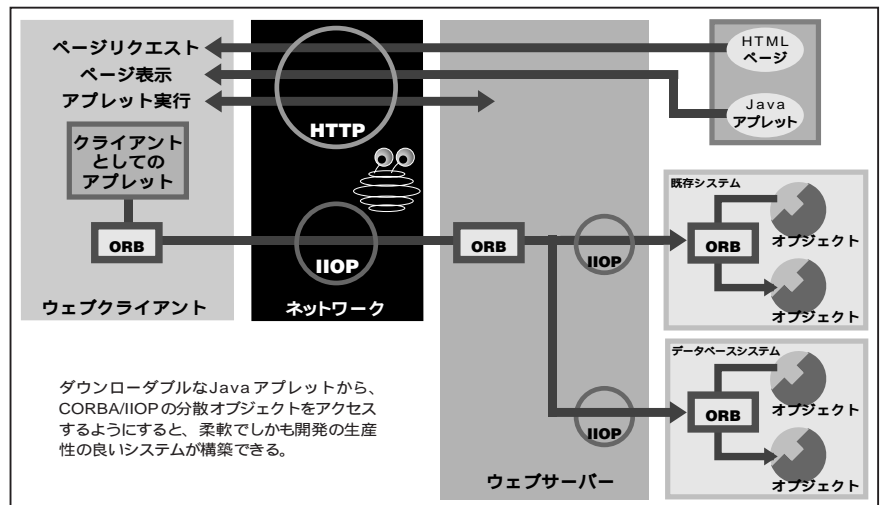 ページリクエスト
ページ表示
アプレット実行
HTTP
HTML
ページ
Java
アプレット
クライアント
としての
アプレット
ORB
IIOP
ORB
IIOP
既存システム
ORB
オブジェクト
オブジェクト
ウェブクライアント
ネットワーク
データベースシステム
IIOP
ORB
オブジェクト
オブジェクト
ウェブサーバー
ダウンローダブルなJavaアプレットから、
CORBA/IIOPの分散オブジェクトをアクセス
するようにすると、柔軟でしかも開発の生産
性の良いシステムが構築できる。